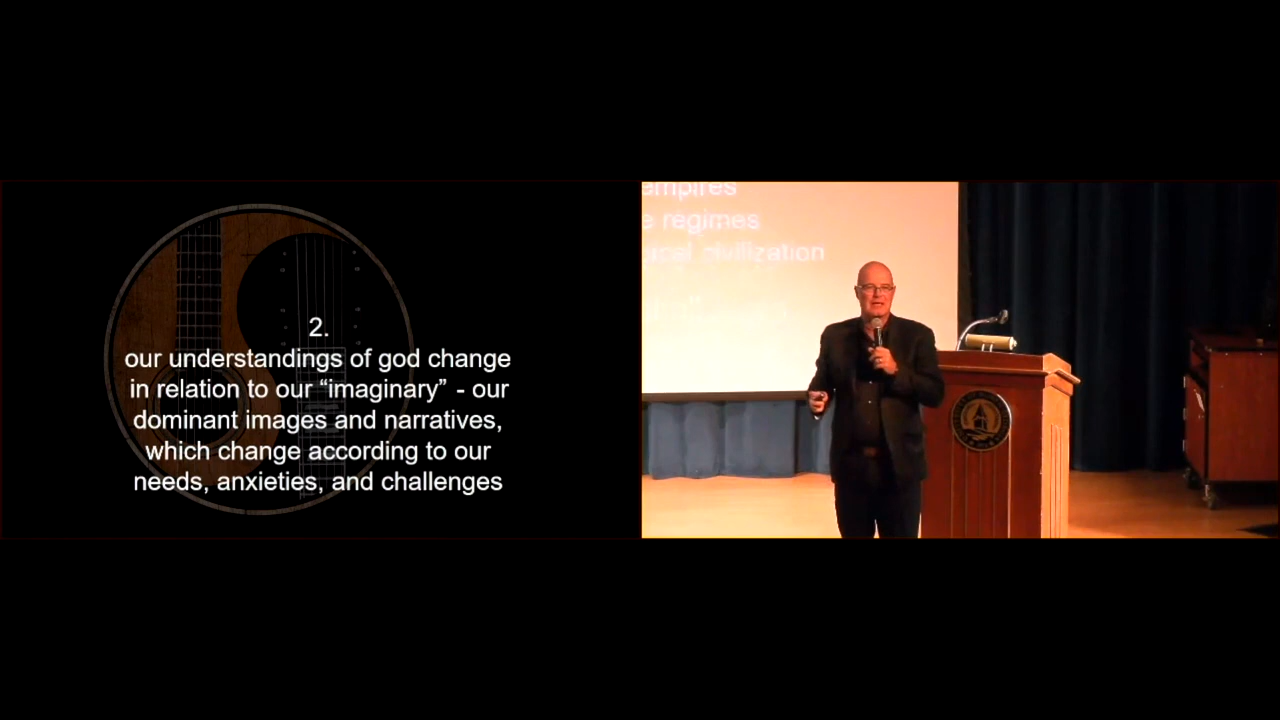 2.
our understandings of god change
in relation to our “imaginary” - our
dominant images and narratives,
which change according to our
needs, anxieties, and challenges
empires
regimes
civilization